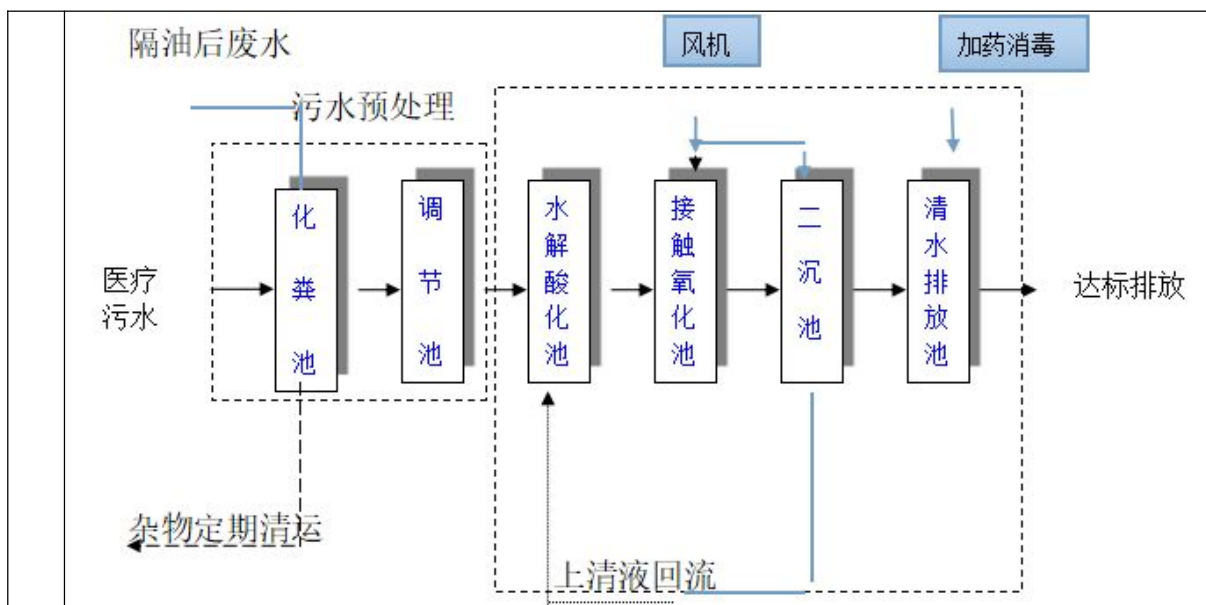 隔油后废水
风机
加药消毒
污水预处理
医疗
污水
化粪池
调节池
水解酸化池
接触氧化池
二沉池
清水排放池
达标排放
杂物定期清运
上清液回流